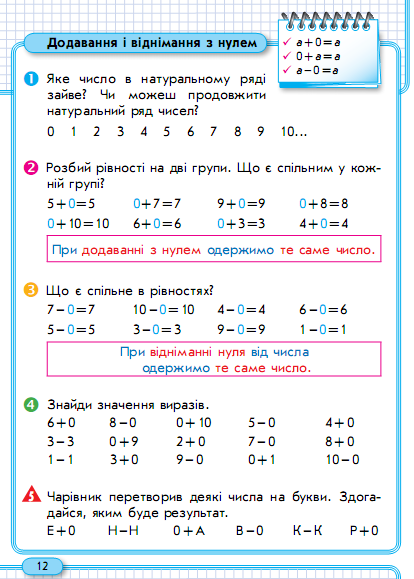 Додавання і віднімання з нулем
✓ a+0=a
✓ 0+a=a
✓ a−0=a
1 Яке число в натуральному ряді
зайве? Чи можеш продовжити
натуральний ряд чисел?
0 1 2 3 4 5 6 7 8 9 10...
2 Розбий рівності на дві групи. Що є спільним у кож-
ній групі?
5+0=5 0+7=7 9+0=9 0+8=8
0+10=10 6+0=6 0+3=3 4+0=4
При додаванні з нулем одержимо те саме число.
3 Що є спільне в рівностях?
7−0=7 10−0=10 4−0=4 6−0=6
5−0=5 3−0=3 9−0=9 1−0=1
При відніманні нуля від числа
одержимо те саме число.
4 Знайди значення виразів.
6+0 8−0 0+10 5−0 4+0
3−3 0+9 2+0 7−0 8+0
1−1 3+0 9−0 0+1 10−0
5 Чарівник перетворив деякі числа на букви. Здога-
дайся, яким буде результат.
Е+0 Н−Н 0+А В−0 К−К Р+0
12